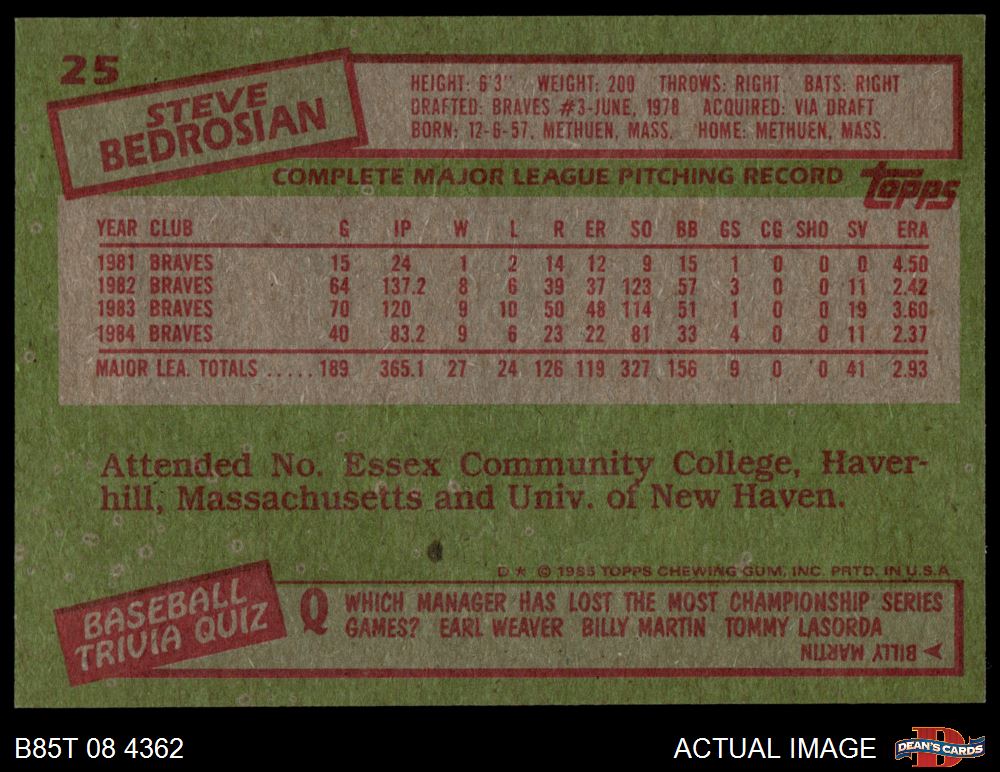 25
STEVE
BEDROSIAN
HEIGHT: 6'3" WEIGHT: 200 THROWS: RIGHT BATS: RIGHT
DRAFTED: BRAVES #3-JUNE, 1978 ACQUIRED: VIA DRAFT
BORN: 12-6-57, METHUEN, MASS. HOME: METHUEN, MASS.
COMPLETE MAJOR LEAGUE PITCHING RECORD
topps
YEAR CLUB G IP W L R ER SO BB GS CG SHO SV ERA
1981 BRAVES 15 24 1 2 14 12 9 15 1 0 0 0 4.50
1982 BRAVES 64 137.2 8 6 39 37 123 57 3 0 0 11 2.42
1983 BRAVES 70 120 9 10 50 48 114 51 1 0 0 19 3.60
1984 BRAVES 40 83.2 9 6 23 22 81 33 4 0 0 11 2.37
MAJOR LEA. TOTALS ..... 189 365.1 27 24 126 119 327 156 9 0 0 41 2.93
Attended No. Essex Community College, Haver-
hill, Massachusetts and Univ. of New Haven.
D * © 1985 TOPPS CHEWING GUM, INC. PRTD. IN U.S.A.
BASEBALL
TRIVIA QUIZ
Q WHICH MANAGER HAS LOST THE MOST CHAMPIONSHIP SERIES
GAMES? EARL WEAVER BILLY MARTIN TOMMY LASORDA
BILLY MARTIN
B85T 08 4362
ACTUAL IMAGE
D
DEAN'S CARDS